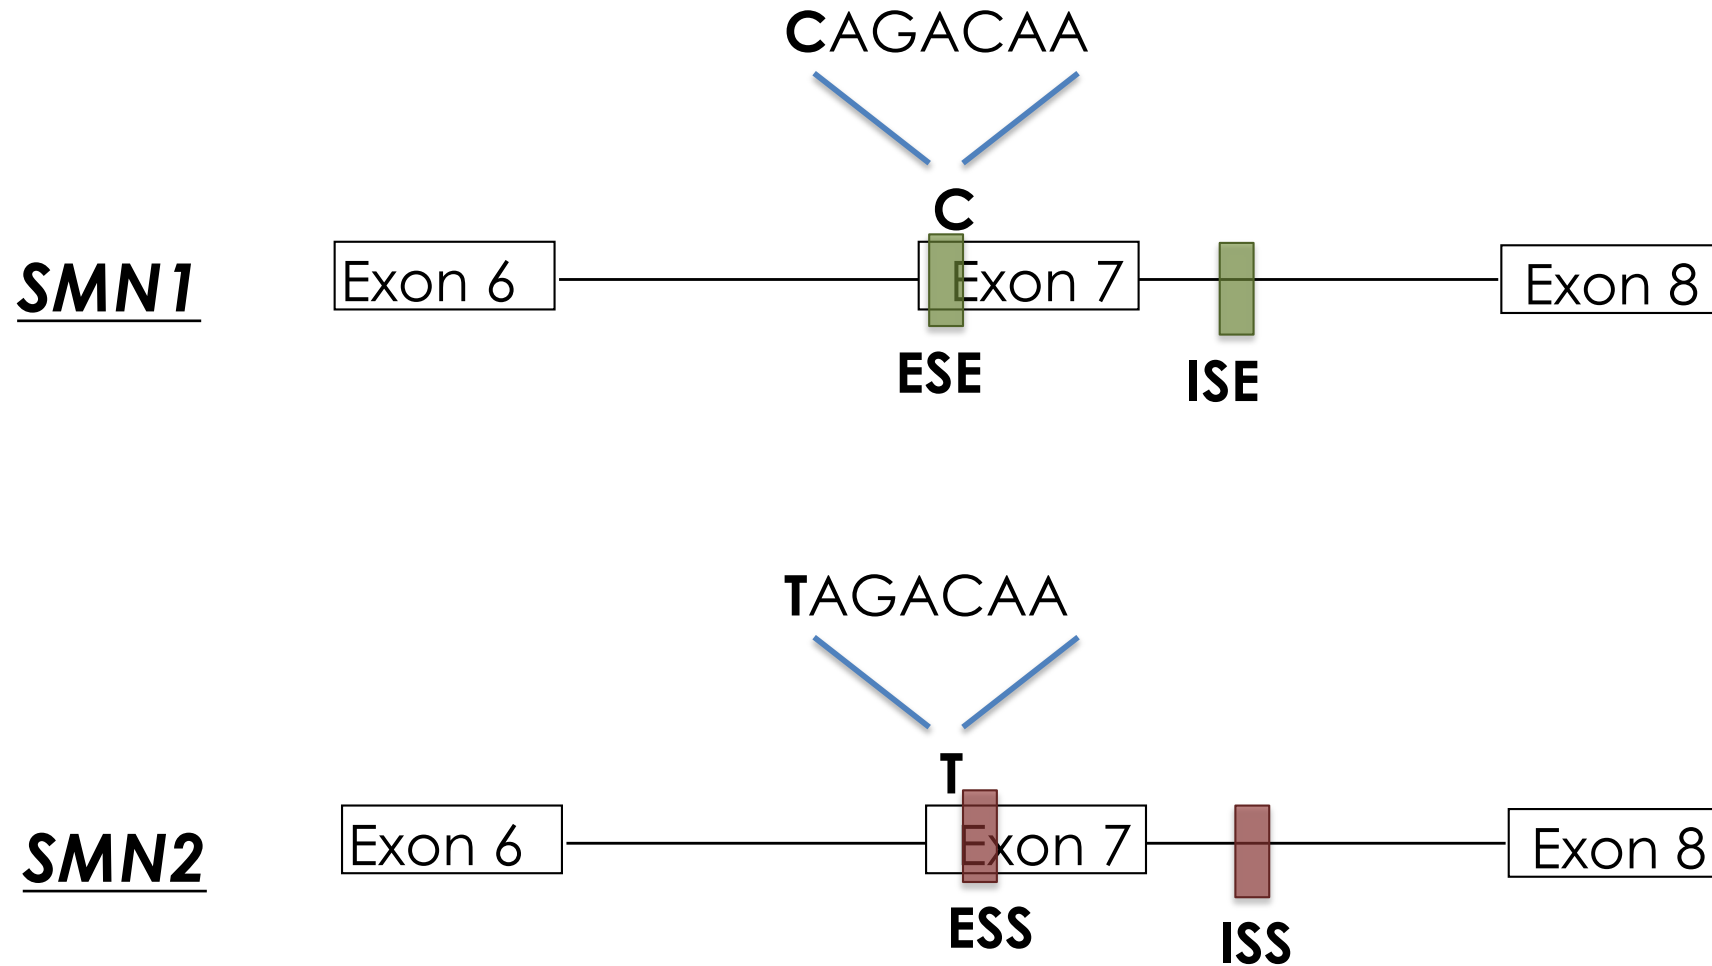 CAGACAA
C
SMN1
Exon 6
Exon 7
Exon 8
ESE
ISE
TAGACAA
T
SMN2
Exon 6
Exon 7
Exon 8
ESS
ISS